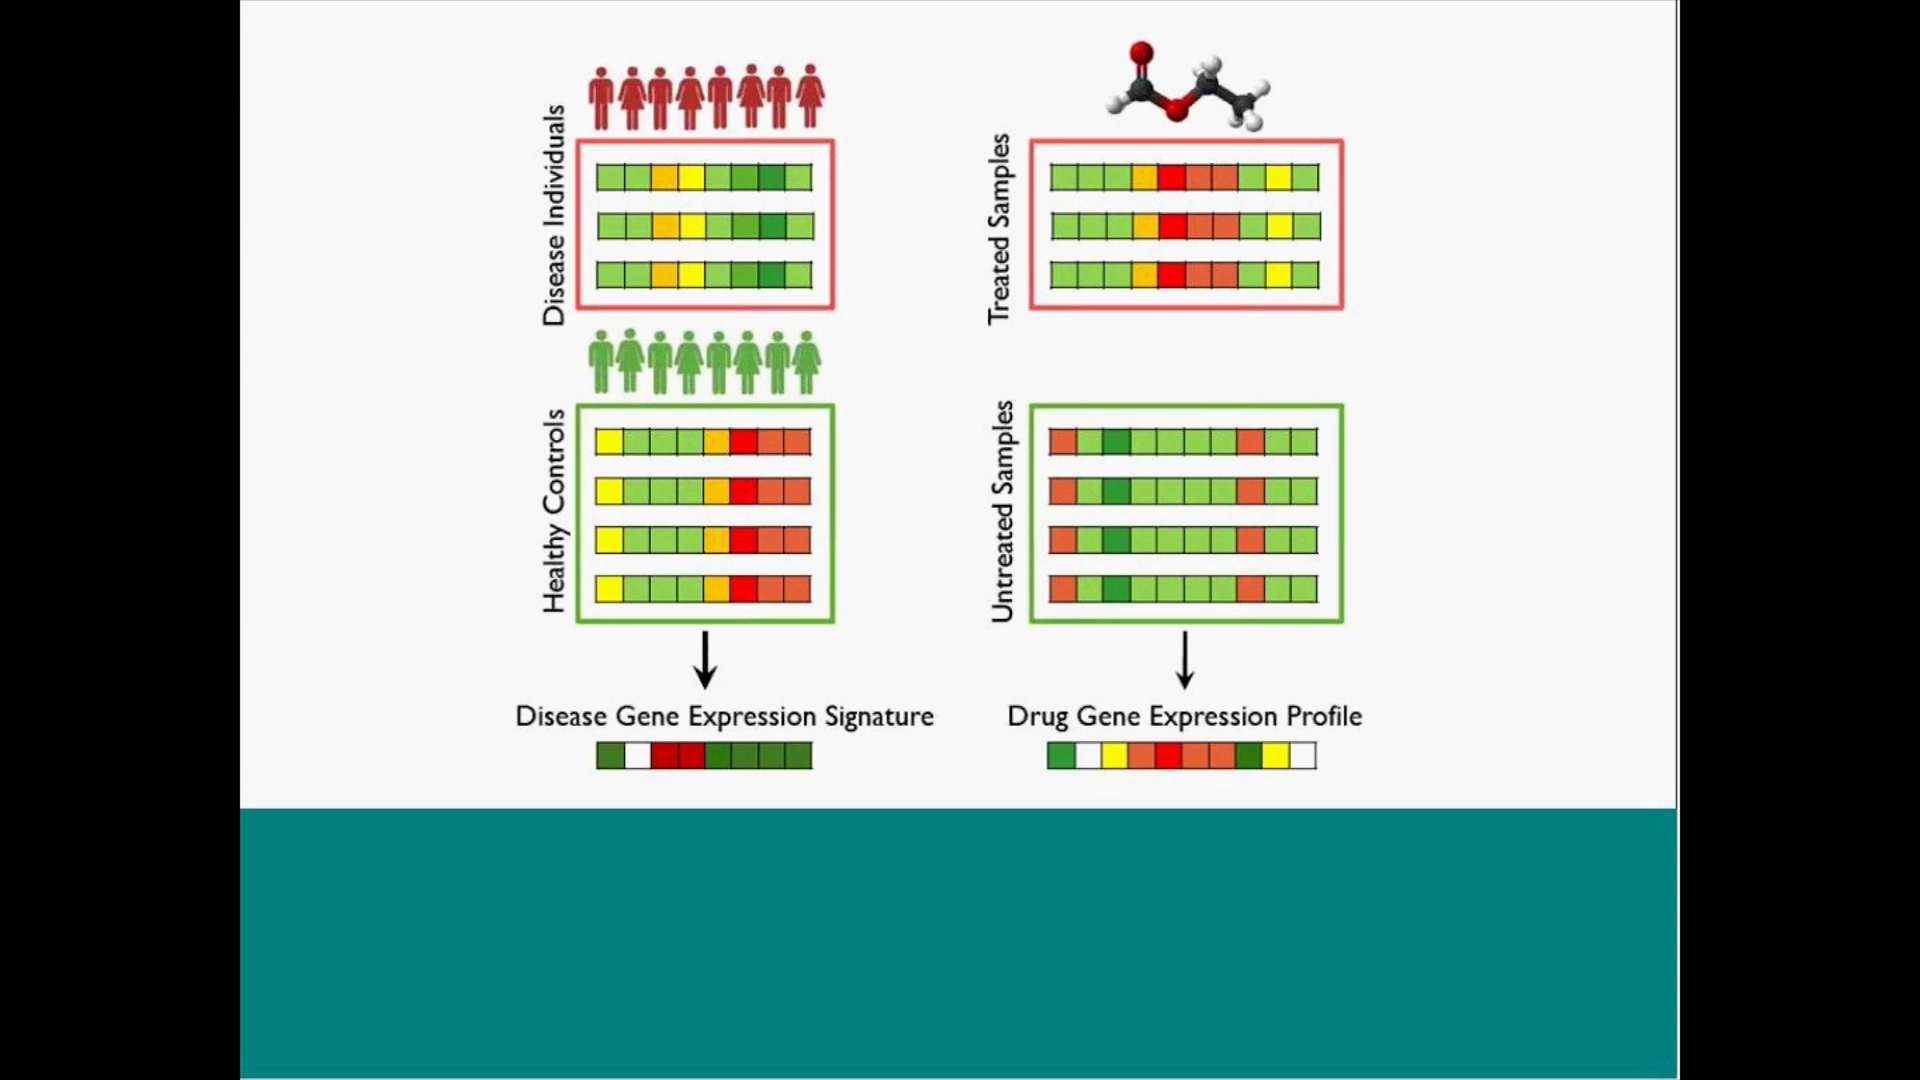 Disease Individuals
Treated Samples
Healthy Controls
Untreated Samples
Disease Gene Expression Signature
Drug Gene Expression Profile